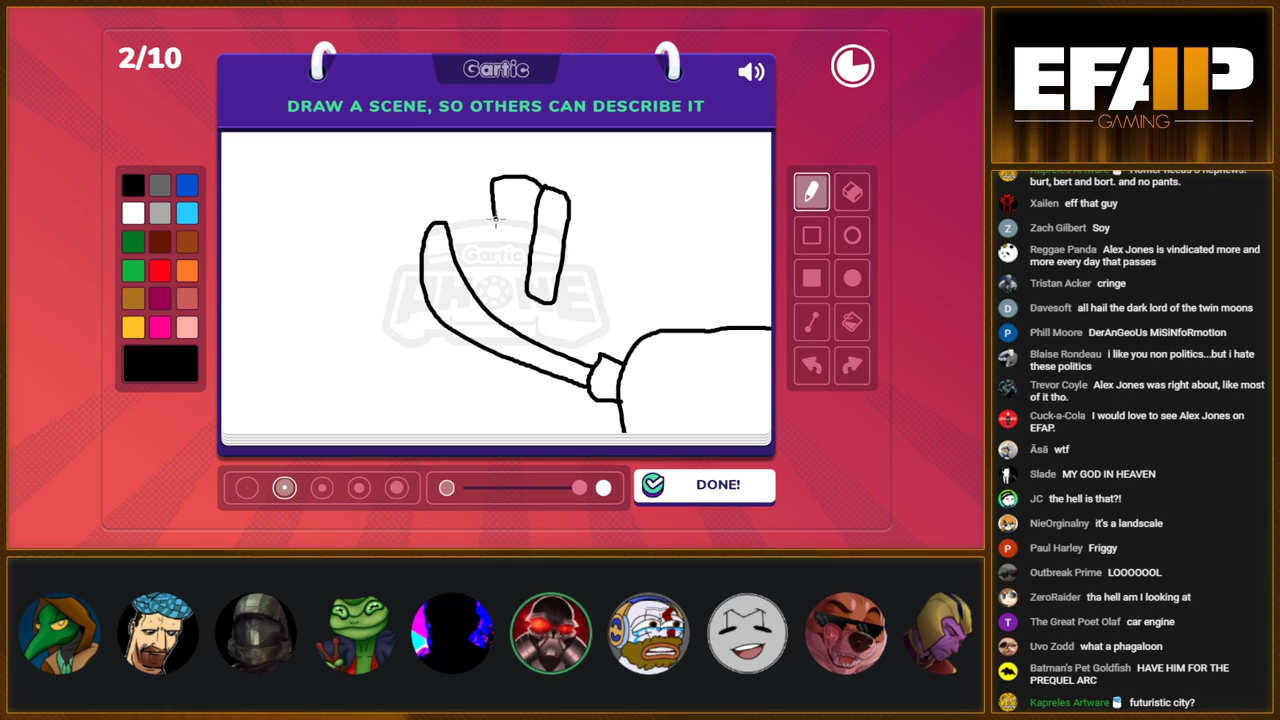 2/10
Gartic
DRAW A SCENE, SO OTHERS CAN DESCRIBE IT
Gartic
PHONE
DONE!
EFAP
GAMING
burt, bert and bort. and no pants.
Xailen eff that guy
Zach Gilbert Soy
Reggae Panda Alex Jones is vindicated more and
more every day that passes
Tristan Acker cringe
Davesoft all hail the dark lord of the twin moons
Phill Moore DerAnGeoUs MiSiNfoRmotIon
Blaise Rondeau i like you non politics...but i hate
these politics
Trevor Coyle Alex Jones was right about, like most
of it tho.
Cuck-a-Cola I would love to see Alex Jones on
EFAP.
Āsā wtf
Slade MY GOD IN HEAVEN
JC the hell is that?!
NieOrginalny it's a landscale
Paul Harley Friggy
Outbreak Prime LOOOOOOL
ZeroRaider tha hell am I looking at
The Great Poet Olaf car engine
Uvo Zodd what a phagaloon
Batman's Pet Goldfish HAVE HIM FOR THE
PREQUEL ARC
Kapreles Artware futuristic city?